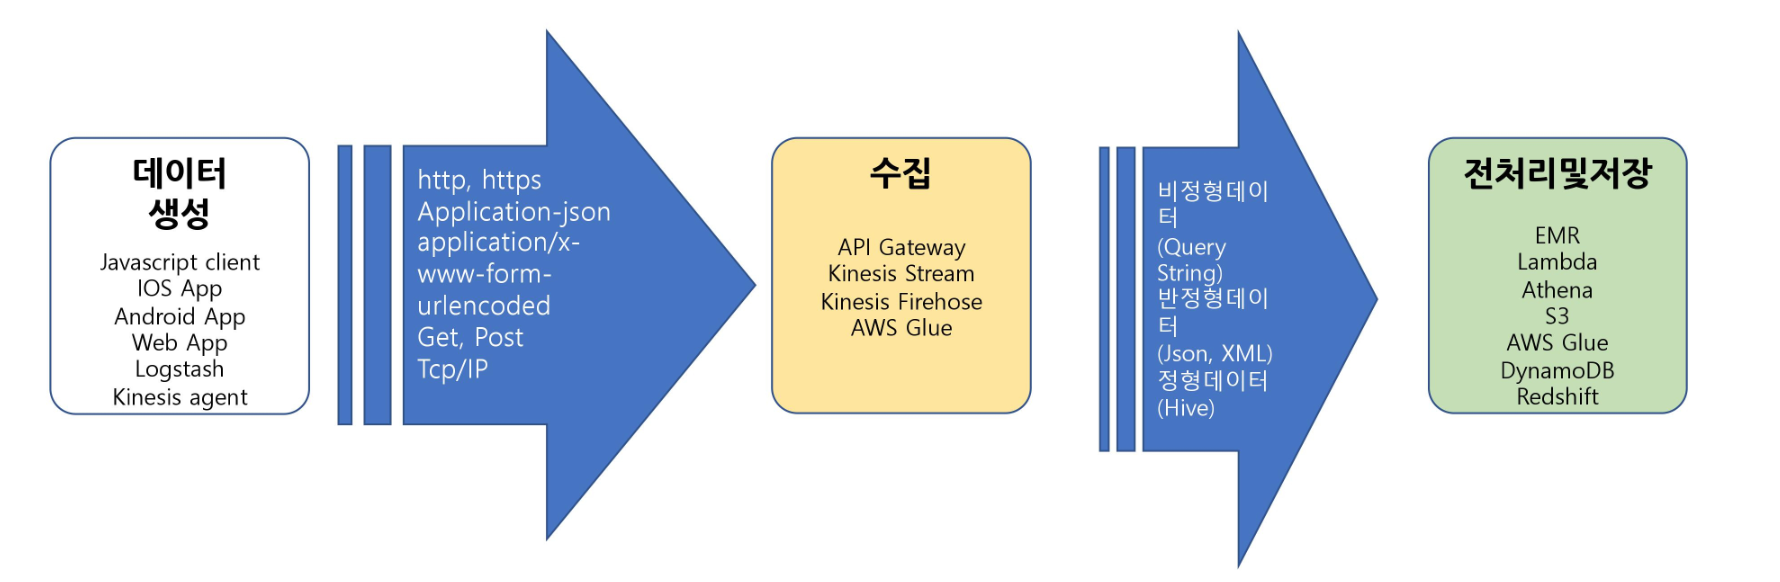 데이터
생성
Javascript client
IOS App
Android App
Web App
Logstash
Kinesis agent
http, https
Application-json
application/x-
www-form-
urlencoded
Get, Post
Tcp/IP
수집
API Gateway
Kinesis Stream
Kinesis Firehose
AWS Glue
비정형데이
터
(Query
String)
반정형데이
터
(Json, XML)
정형데이터
(Hive)
전처리및저장
EMR
Lambda
Athena
S3
AWS Glue
DynamoDB
Redshift